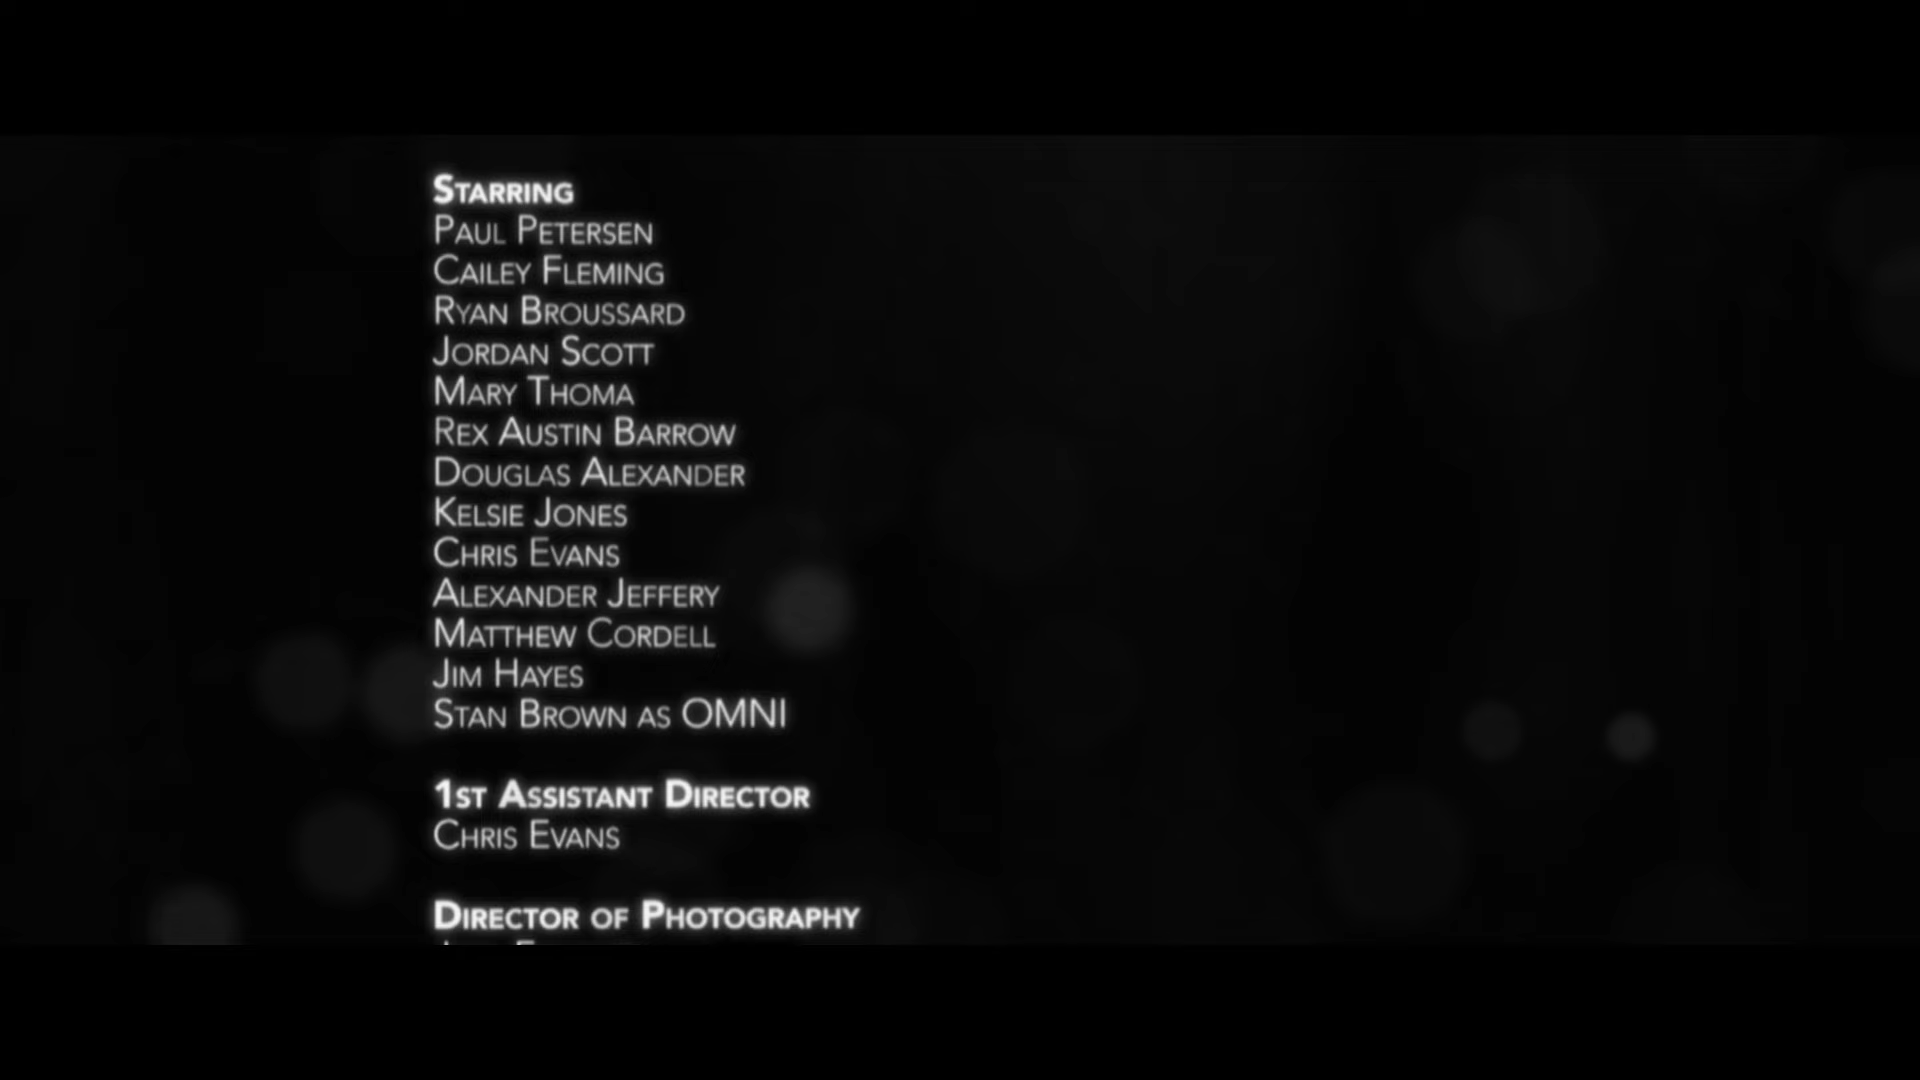 Starring
Paul Petersen
Cailey Fleming
Ryan Broussard
Jordan Scott
Mary Thoma
Rex Austin Barrow
Douglas Alexander
Kelsie Jones
Chris Evans
Alexander Jeffery
Matthew Cordell
Jim Hayes
Stan Brown as OMNI
1st Assistant Director
Chris Evans
Director of Photography